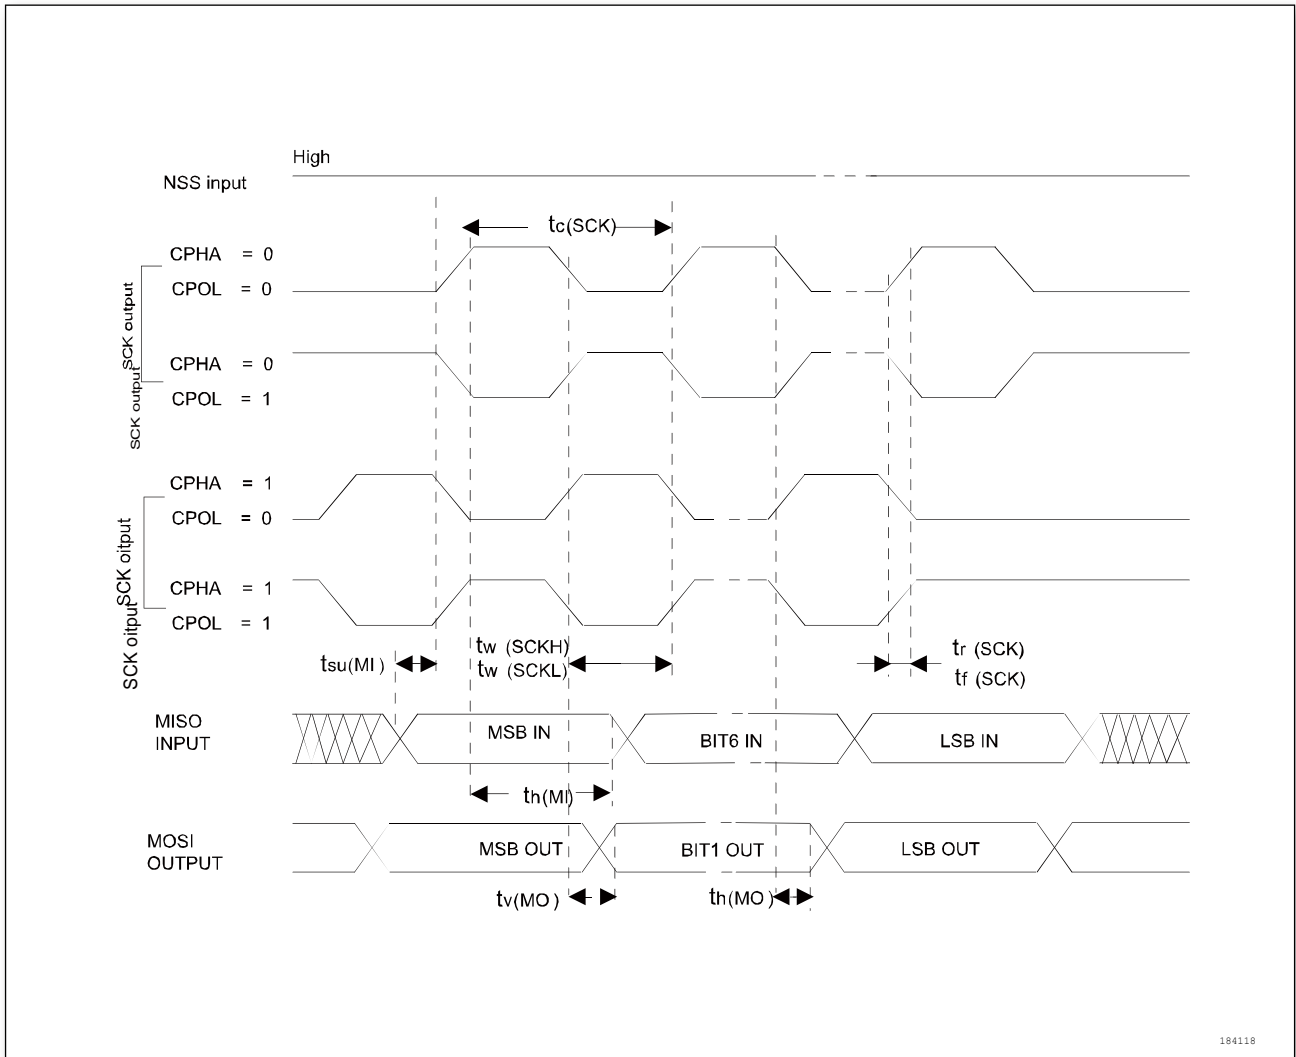 High
NSS input
tc(SCK)
CPHA = 0
CPOL = 0
SCK output
CPHA = 0
CPOL = 1
SCK output
CPHA = 1
CPOL = 0
SCK oitput
CPHA = 1
CPOL = 1
SCK oitput
tsu(MI)
tw (SCKH)
tw (SCKL)
tr (SCK)
tf (SCK)
MISO
INPUT
MSB IN
BIT6 IN
LSB IN
th(MI)
MOSI
OUTPUT
MSB OUT
BIT1 OUT
LSB OUT
tv(MO)
th(MO)
184118